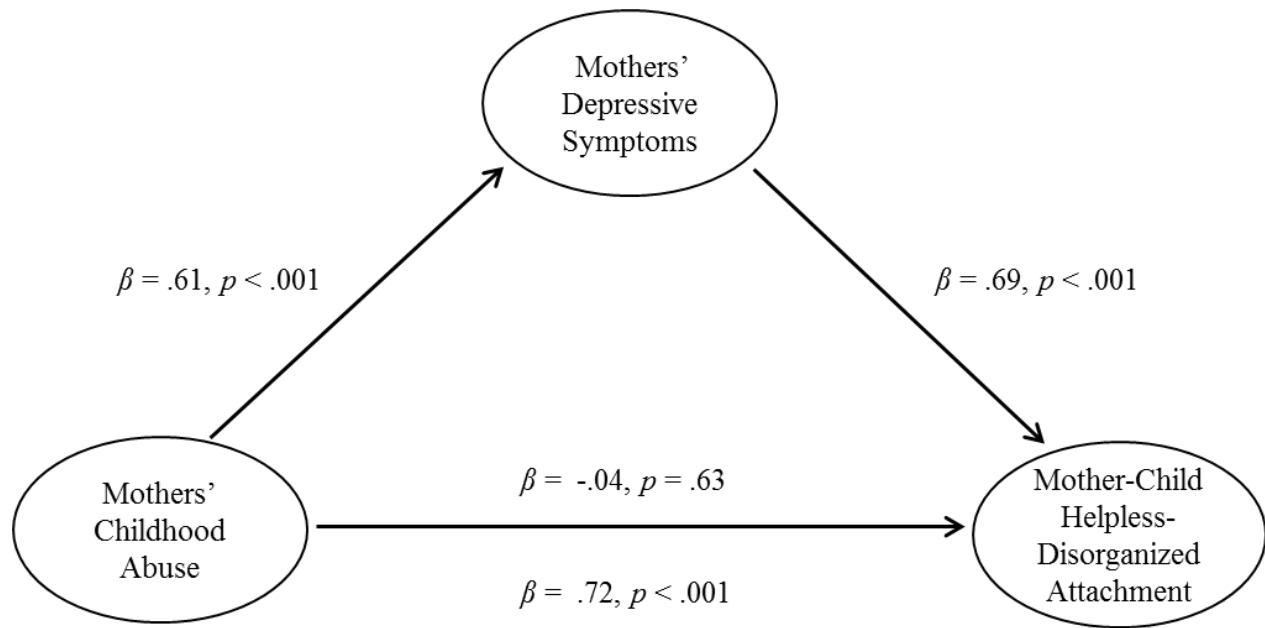 Mothers’
Depressive
Symptoms
β = .61, p < .001
β = .69, p < .001
Mothers’
Childhood
Abuse
β = -.04, p = .63
β = .72, p < .001
Mother-Child
Helpless-
Disorganized
Attachment